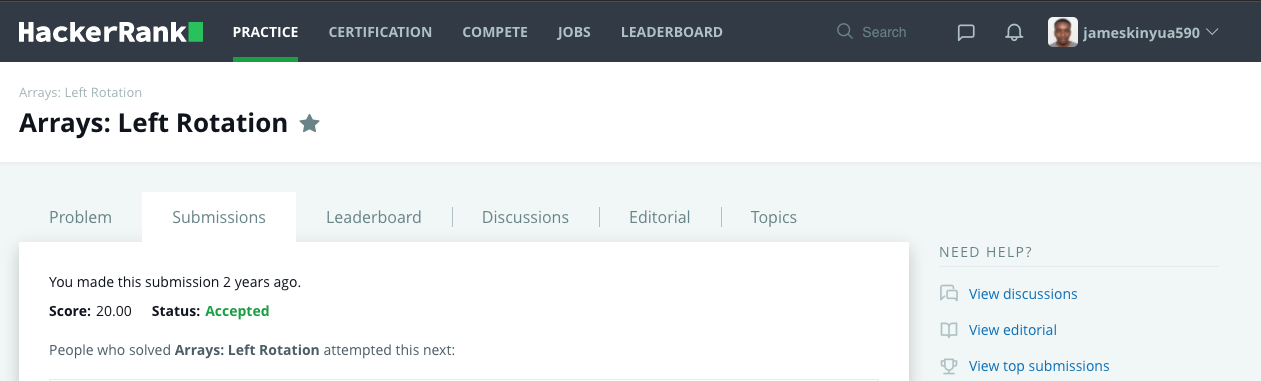 HackerRank PRACTICE CERTIFICATION COMPETE JOBS LEADERBOARD Search jameskinyua590
Arrays: Left Rotation
Arrays: Left Rotation
Problem Submissions Leaderboard Discussions Editorial Topics
You made this submission 2 years ago.
Score: 20.00 Status: Accepted
People who solved Arrays: Left Rotation attempted this next:
NEED HELP?
View discussions
View editorial
View top submissions